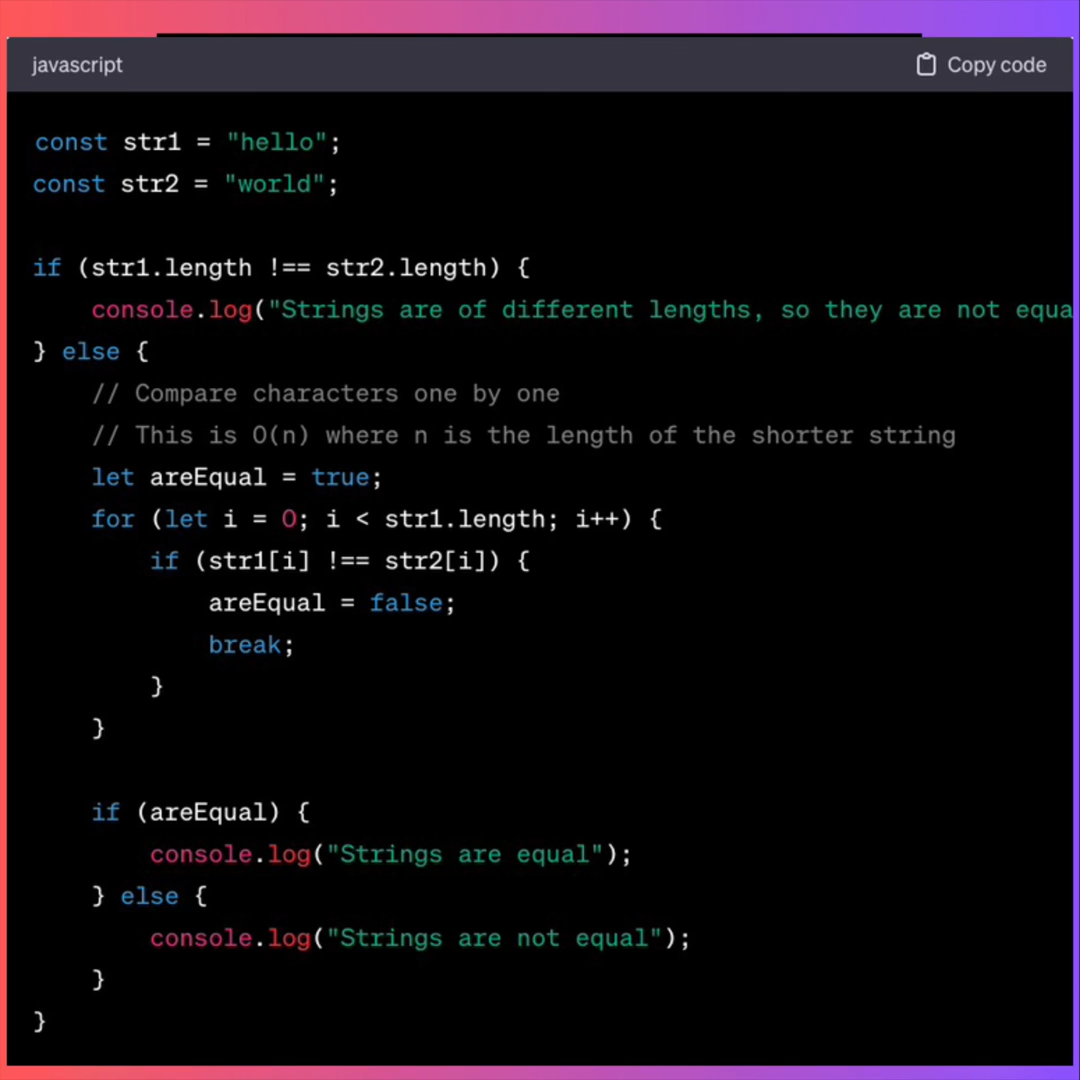 javascript
Copy code
const str1 = "hello";
const str2 = "world";
if (str1.length !== str2.length) {
console.log("Strings are of different lengths, so they are not equa
} else {
// Compare characters one by one
// This is O(n) where n is the length of the shorter string
let areEqual = true;
for (let i = 0; i < str1.length; i++) {
if (str1[i] !== str2[i]) {
areEqual = false;
break;
}
}
if (areEqual) {
console.log("Strings are equal");
} else {
console.log("Strings are not equal");
}
}